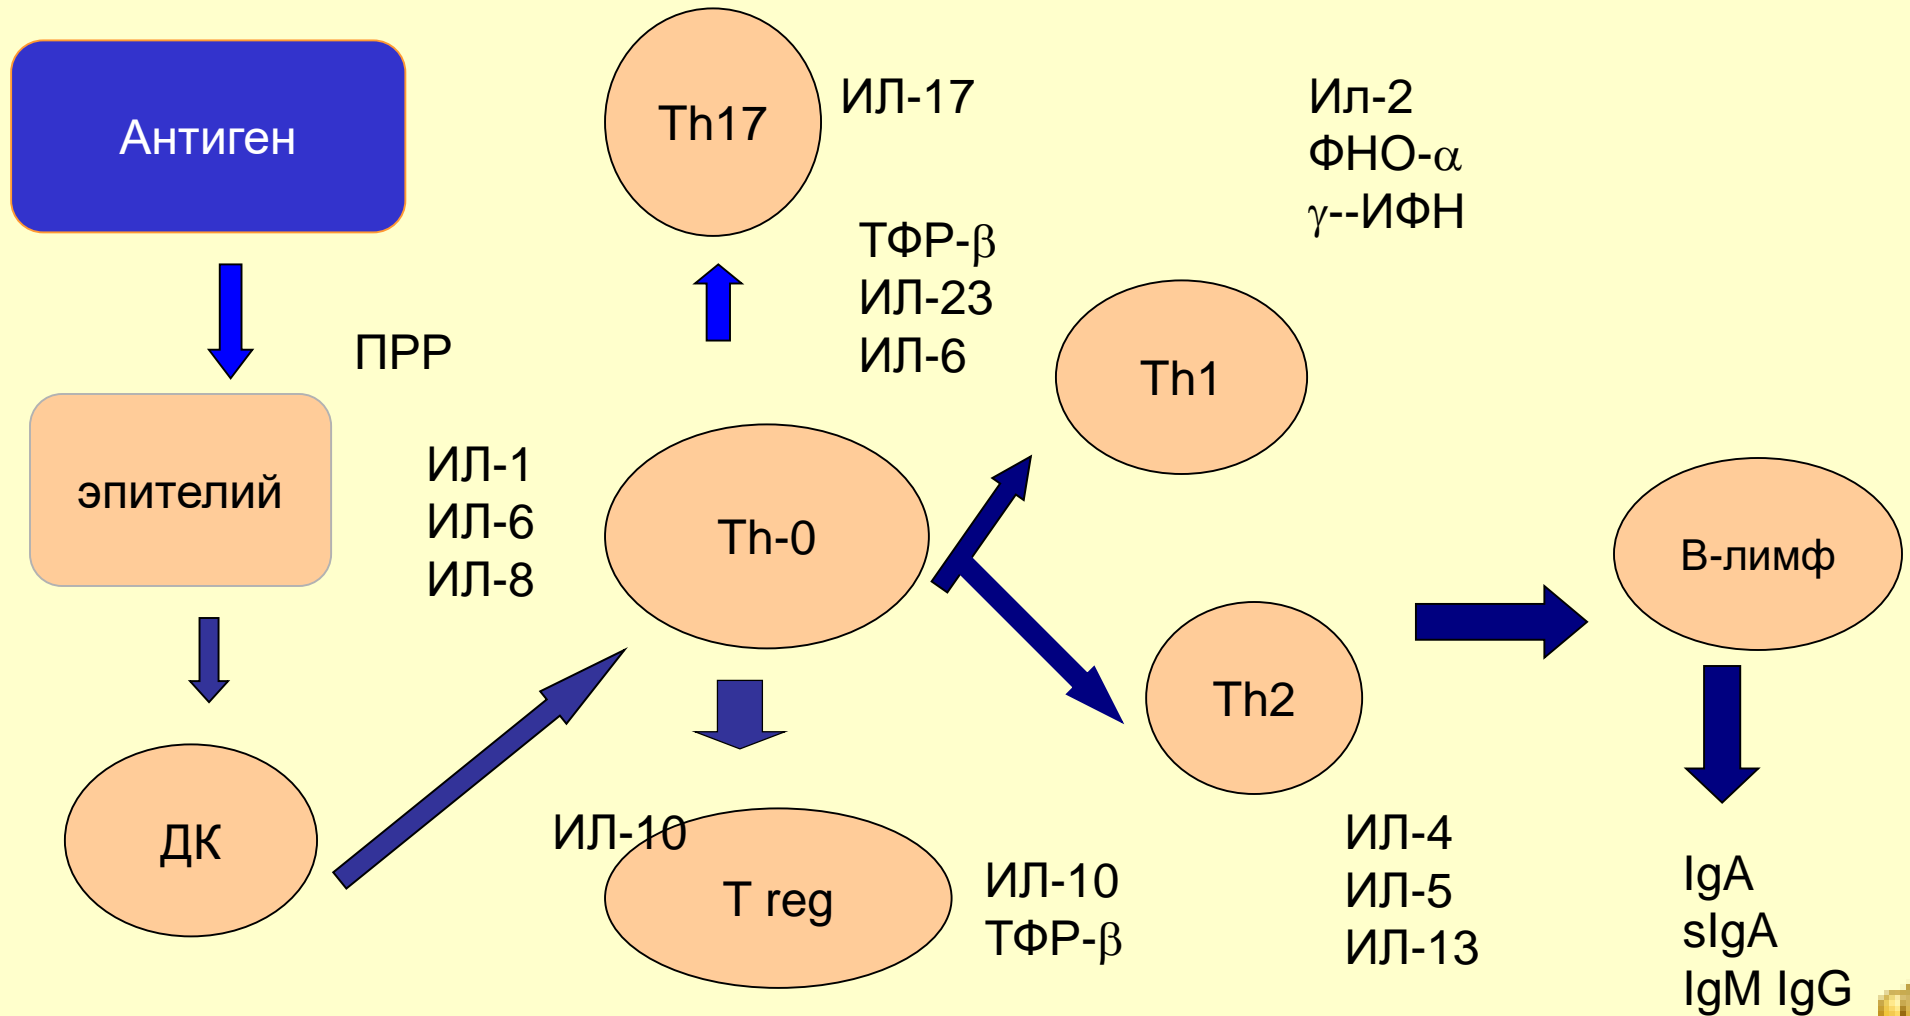 Антиген
Th17
ИЛ-17
Ил-2
ФНО-α
γ--ИФН
ТФР-β
ИЛ-23
ИЛ-6
ПРР
Th1
эпителий
ИЛ-1
ИЛ-6
ИЛ-8
Th-0
В-лимф
Th2
ДК
ИЛ-10
T reg
ИЛ-10
ТФР-β
ИЛ-4
ИЛ-5
ИЛ-13
IgA
sIgA
IgM IgG